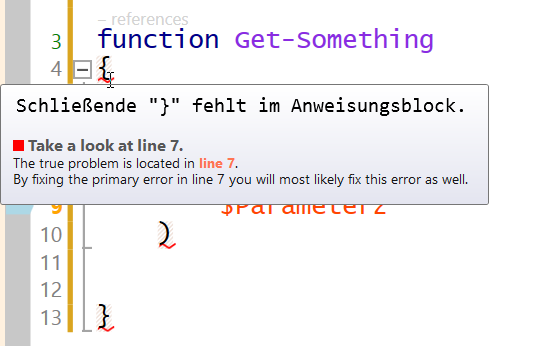 – references
3 function Get-Something
4 {
Schließende "}" fehlt im Anweisungsblock.
Take a look at line 7.
The true problem is located in line 7.
By fixing the primary error in line 7 you will most likely fix this error as well.
9 $Parameter2
10 )
11
12
13 }